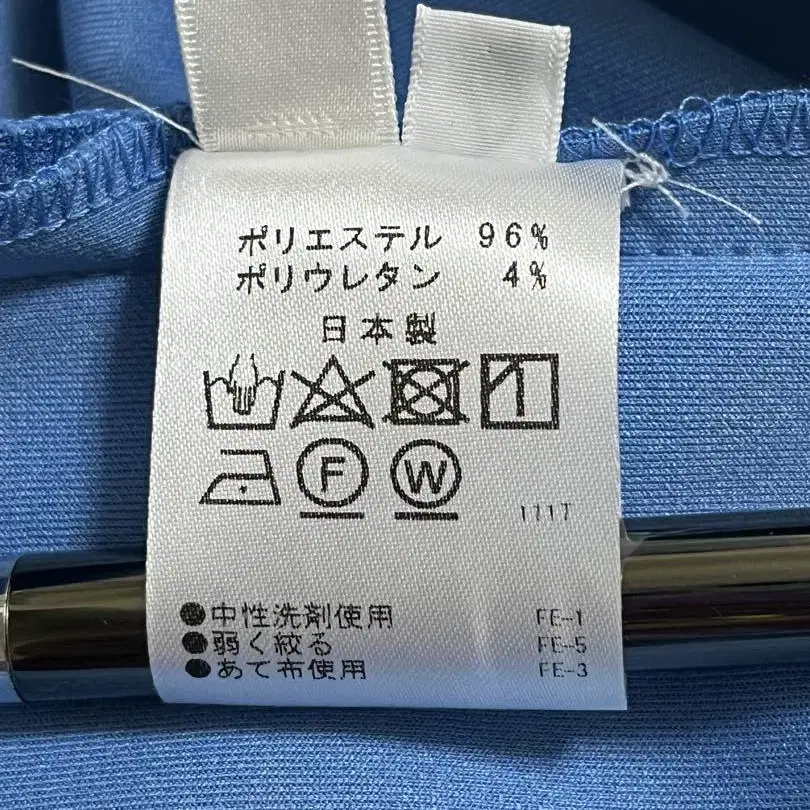 ポリエステル 96%
ポリウレタン 4%
日本製
F W
111T
●中性洗剤使用 FE-1
●弱く絞る FE-5
●あて布使用 FE-3